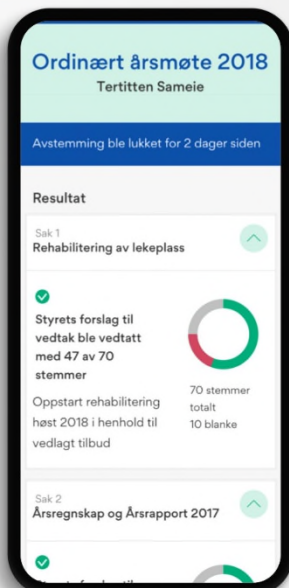 Ordinært årsmøte 2018
Tertitten Sameie
Avstemming ble lukket for 2 dager siden
Resultat
Sak 1
Rehabilitering av lekeplass
Styrets forslag til
vedtak ble vedtatt
med 47 av 70
stemmer
Oppstart rehabilitering
høst 2018 i henhold til
vedlagt tilbud
70 stemmer
totalt
10 blanke
Sak 2
Årsregnskap og Årsrapport 2017